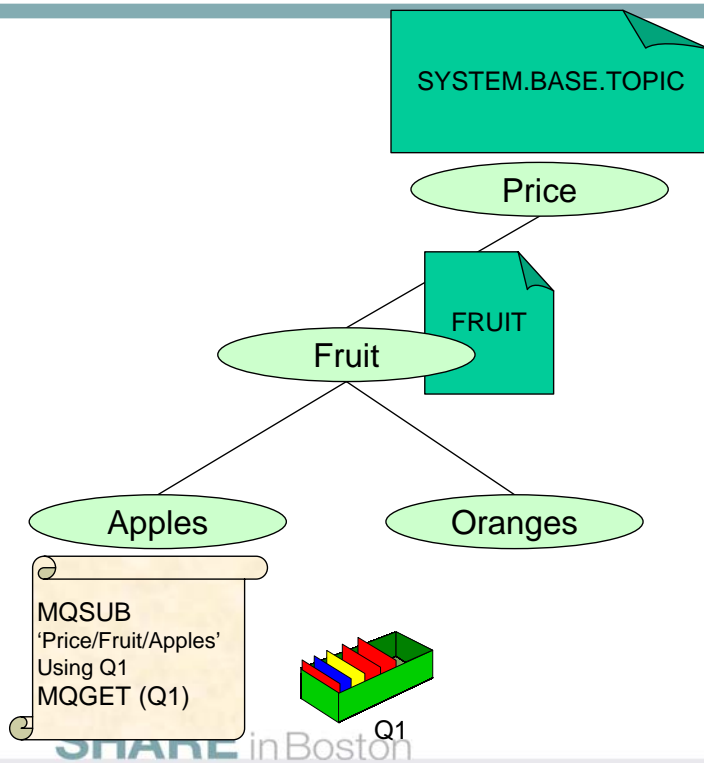 SYSTEM.BASE.TOPIC
Price
FRUIT
Fruit
Apples
Oranges
MQSUB
‘Price/Fruit/Apples’
Using Q1
MQGET (Q1)
Q1
SHARE in Boston